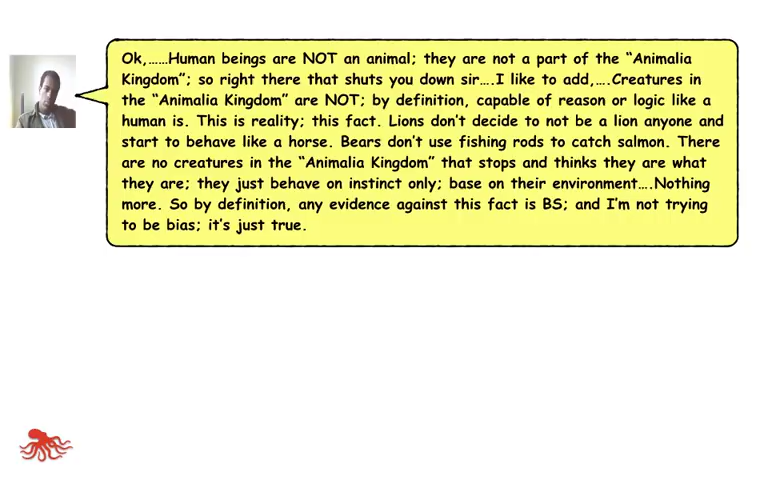 Ok,......Human beings are NOT an animal; they are not a part of the “Animalia
Kingdom”; so right there that shuts you down sir....I like to add,....Creatures in
the “Animalia Kingdom” are NOT; by definition, capable of reason or logic like a
human is. This is reality; this fact. Lions don’t decide to not be a lion anyone and
start to behave like a horse. Bears don’t use fishing rods to catch salmon. There
are no creatures in the “Animalia Kingdom” that stops and thinks they are what
they are; they just behave on instinct only; base on their environment....Nothing
more. So by definition, any evidence against this fact is BS; and I’m not trying
to be bias; it’s just true.